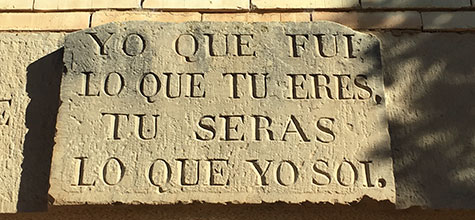 YO QUE FUI
LO QUE TU ERES,
TU SERAS
LO QUE YO SOI,